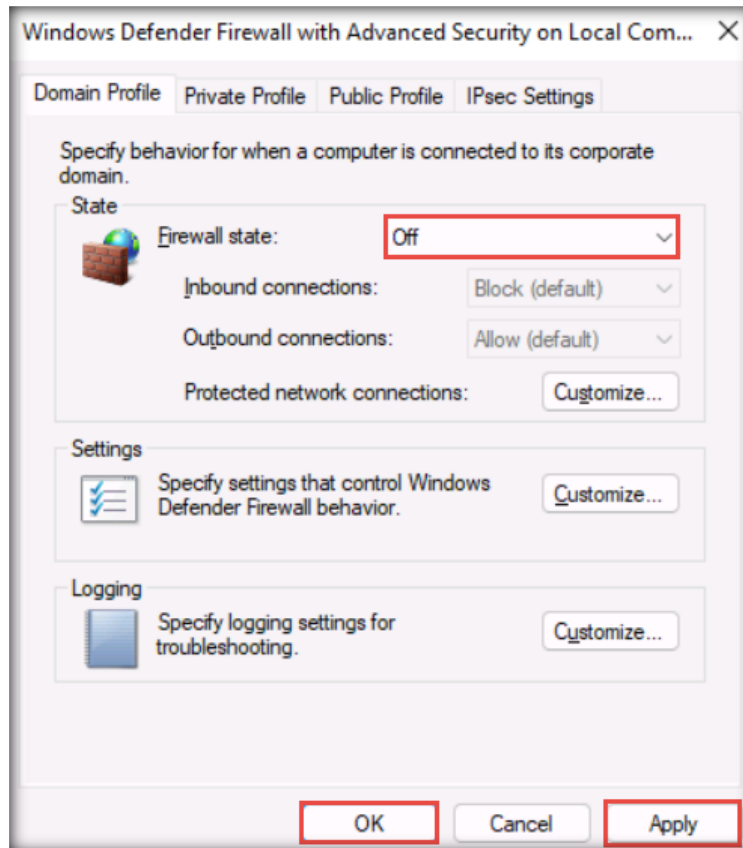 Windows Defender Firewall with Advanced Security on Local Com...
Domain Profile Private Profile Public Profile IPsec Settings
Specify behavior for when a computer is connected to its corporate
domain.
State
Firewall state: Off
Inbound connections: Block (default)
Outbound connections: Allow (default)
Protected network connections: Customize...
Settings
Specify settings that control Windows
Defender Firewall behavior.
Customize...
Logging
Specify logging settings for
troubleshooting.
Customize...
OK Cancel Apply